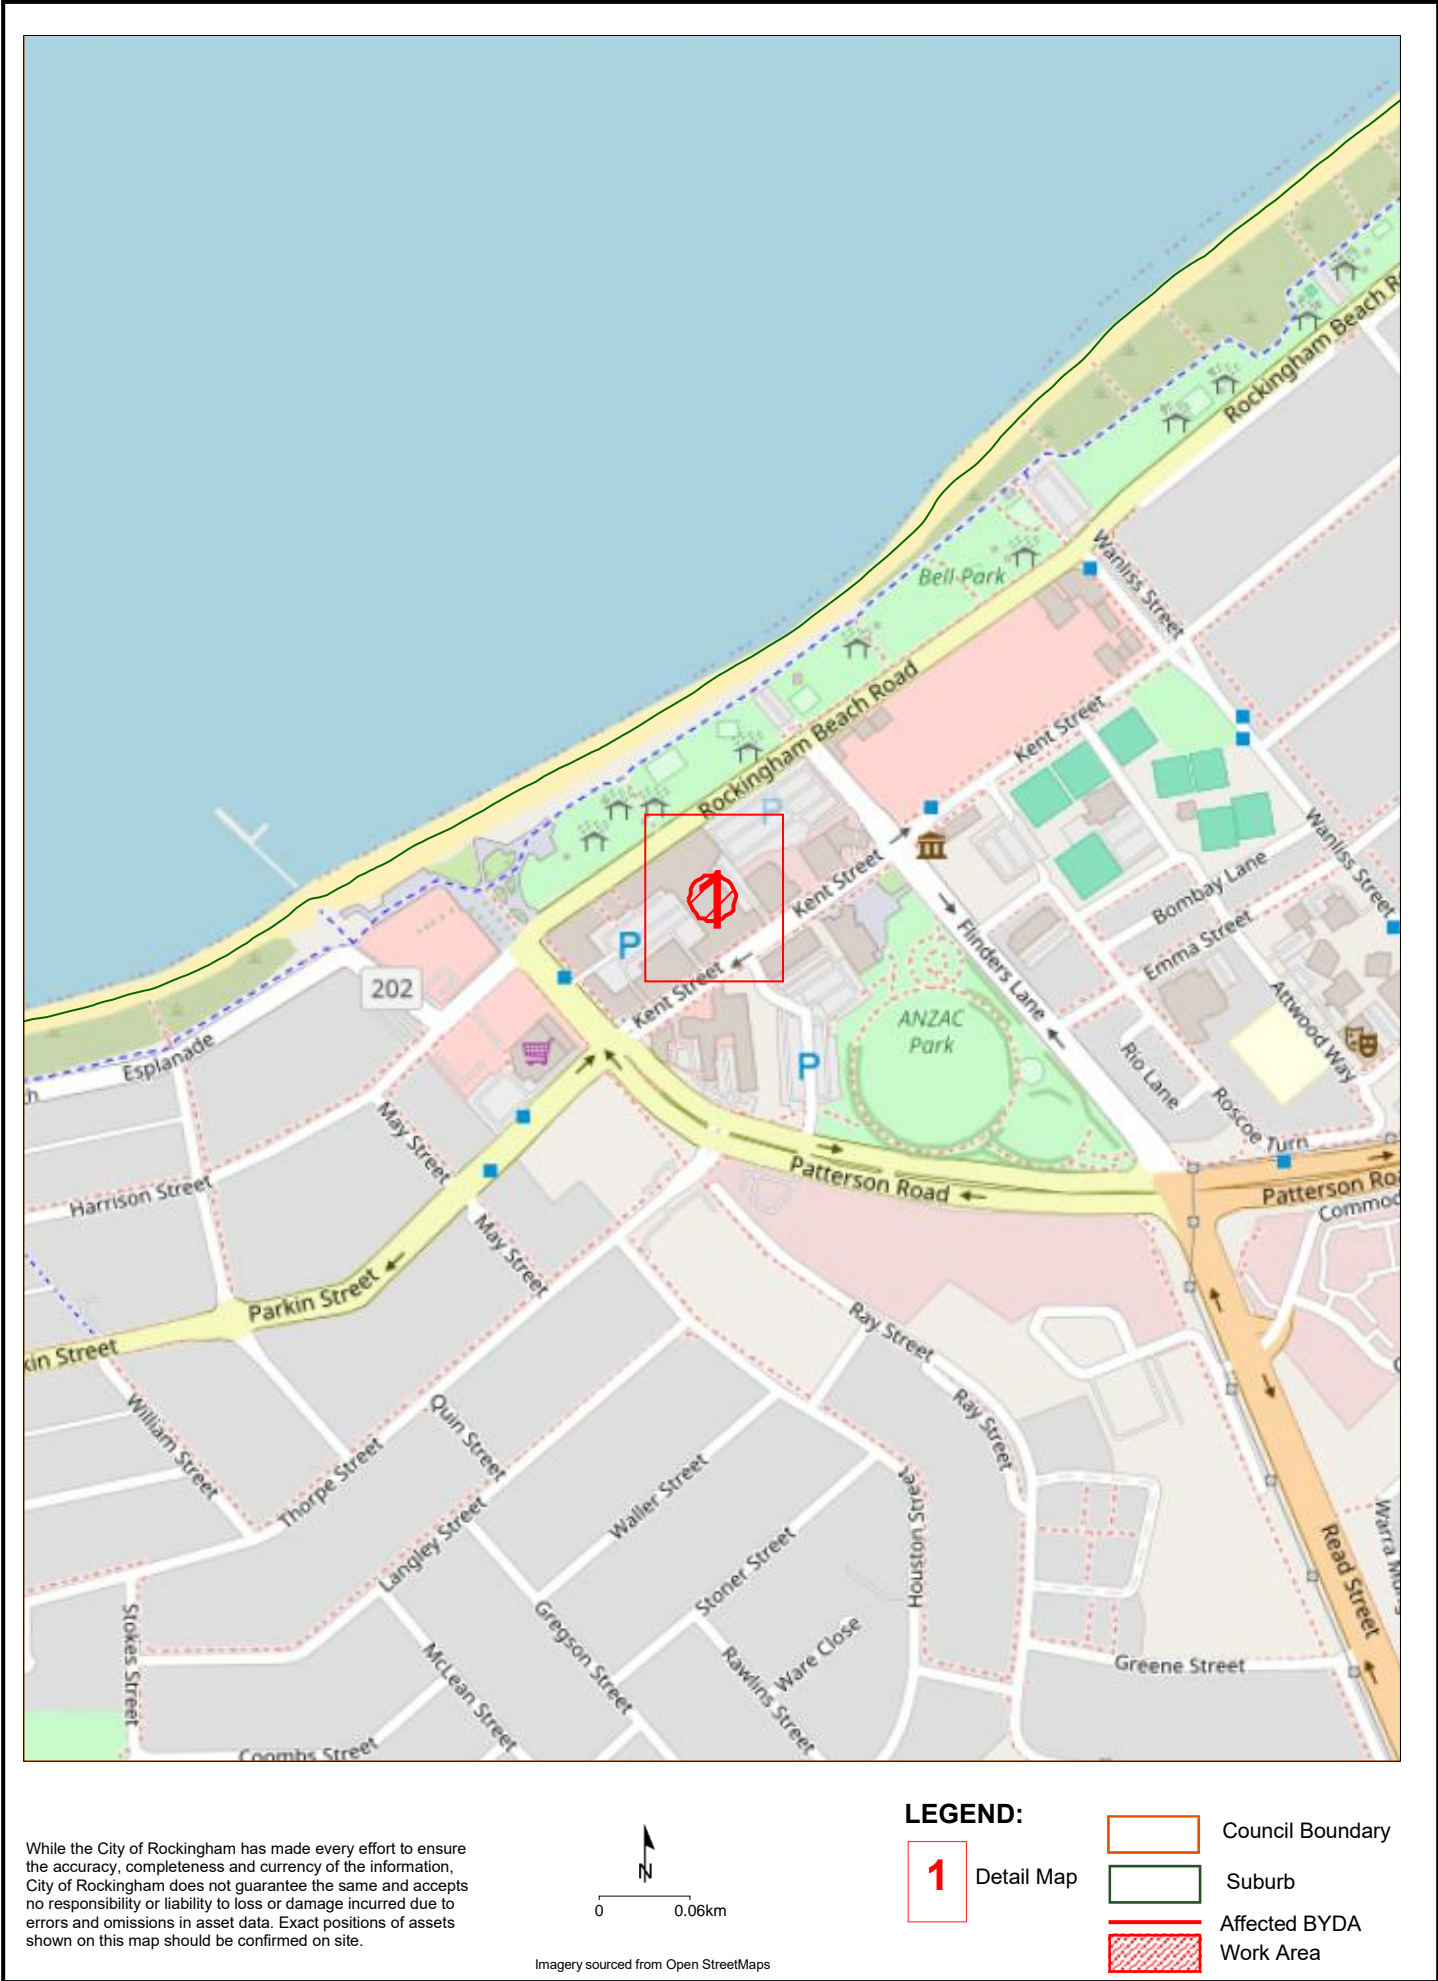 Rockingham Beach R
Wanliss Street
Bell Park
Rockingham Beach Road
Kent Street
P
1
Kent Street
Wanliss Street
Bombay Lane
Emma Street
Flinders Lane
P
202
Kent Street
ANZAC
Park
Attwood Way
Esplanade
h
P
Rio Lane
Roscoe Turn
May Street
Harrison Street
Patterson Road
Patterson Ro
Commod
May Street
Parkin Street
kin Street
Ray Street
Ray Street
William Street
Quin Street
Thorpe Street
Waller Street
Langley Street
Houston Street
Read Street
Stoner Street
Stokes Street
Gregson Street
McLean Street
Rawlins Street
Ware Close
Greene Street
Coombs Street
While the City of Rockingham has made every effort to ensure
the accuracy, completeness and currency of the information,
City of Rockingham does not guarantee the same and accepts
no responsibility or liability to loss or damage incurred due to
errors and omissions in asset data. Exact positions of assets
shown on this map should be confirmed on site.
N
0 0.06km
Imagery sourced from Open StreetMaps
LEGEND:
1 Detail Map
Council Boundary
Suburb
Affected BYDA
Work Area